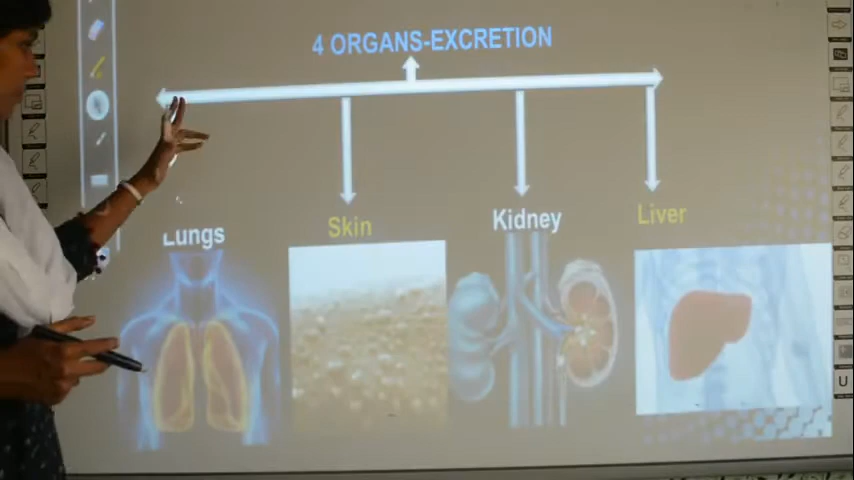 4 ORGANS-EXCRETION
Lungs
Skin
Kidney
Liver
U